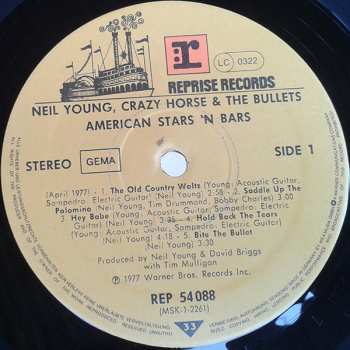 r
LC 0322
REPRISE RECORDS
NEIL YOUNG, CRAZY HORSE & THE BULLETS
AMERICAN STARS 'N BARS
STEREO GEMA SIDE 1
(April 1977) - 1. The Old Country Waltz (Young: Acoustic Guitar,
Sampedro: Electric Guitar) (Neil Young) 2:58 - 2. Saddle Up The
Palomino (Neil Young, Tim Drummond, Bobby Charles) 3:00
3. Hey Babe (Young: Acoustic Guitar, Sampedro: Electric
Guitar) (Neil Young) 3:35 - 4. Hold Back The Tears
(Young: Acoustic Guitar, Sampedro: Electric
Guitar) (Neil Young) 4:18 - 5. Bite The Bullet
(Neil Young) 3:30
Produced by Neil Young & David Briggs
with Tim Mulligan
℗ 1977 Warner Bros. Records Inc.
REP 54 088
(MSK-1-2261)
33